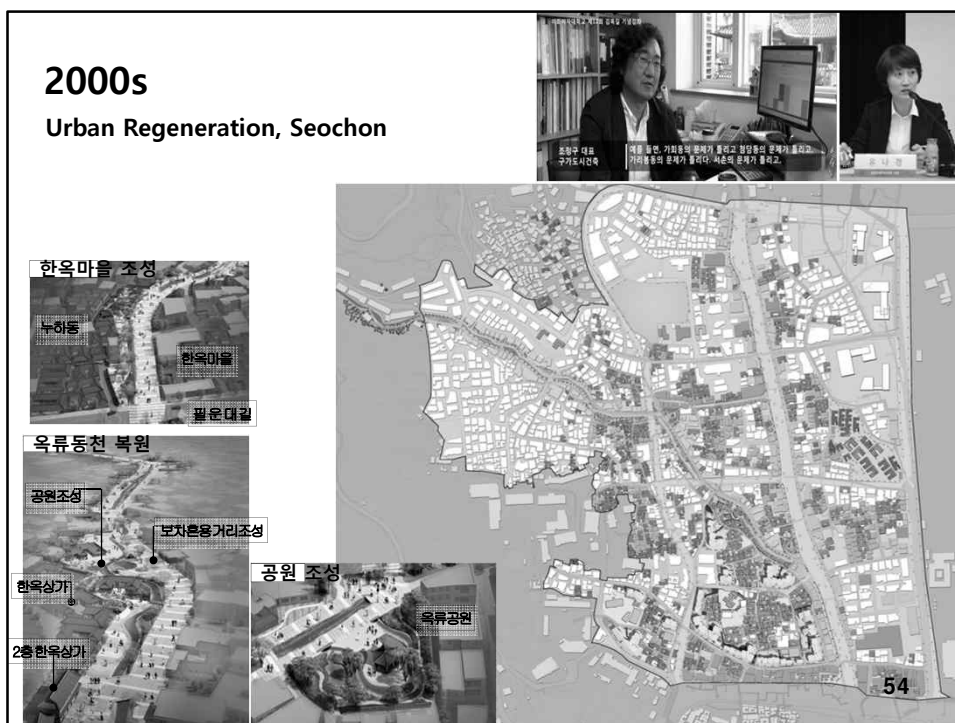 2000s
Urban Regeneration, Seochon
조정구 대표
구가도시건축
예를 들면, 가회동의 문제가 틀리고 청담동의 문제가 틀리고
가리봉동의 문제가 틀리다. 서촌의 문제가 틀리고,
유나경
한옥마을 조성
누하동
한옥마을
필운대길
옥류동천 복원
공원조성
보차혼용거리조성
한옥상가
2층한옥상가
공원 조성
옥류공원
54